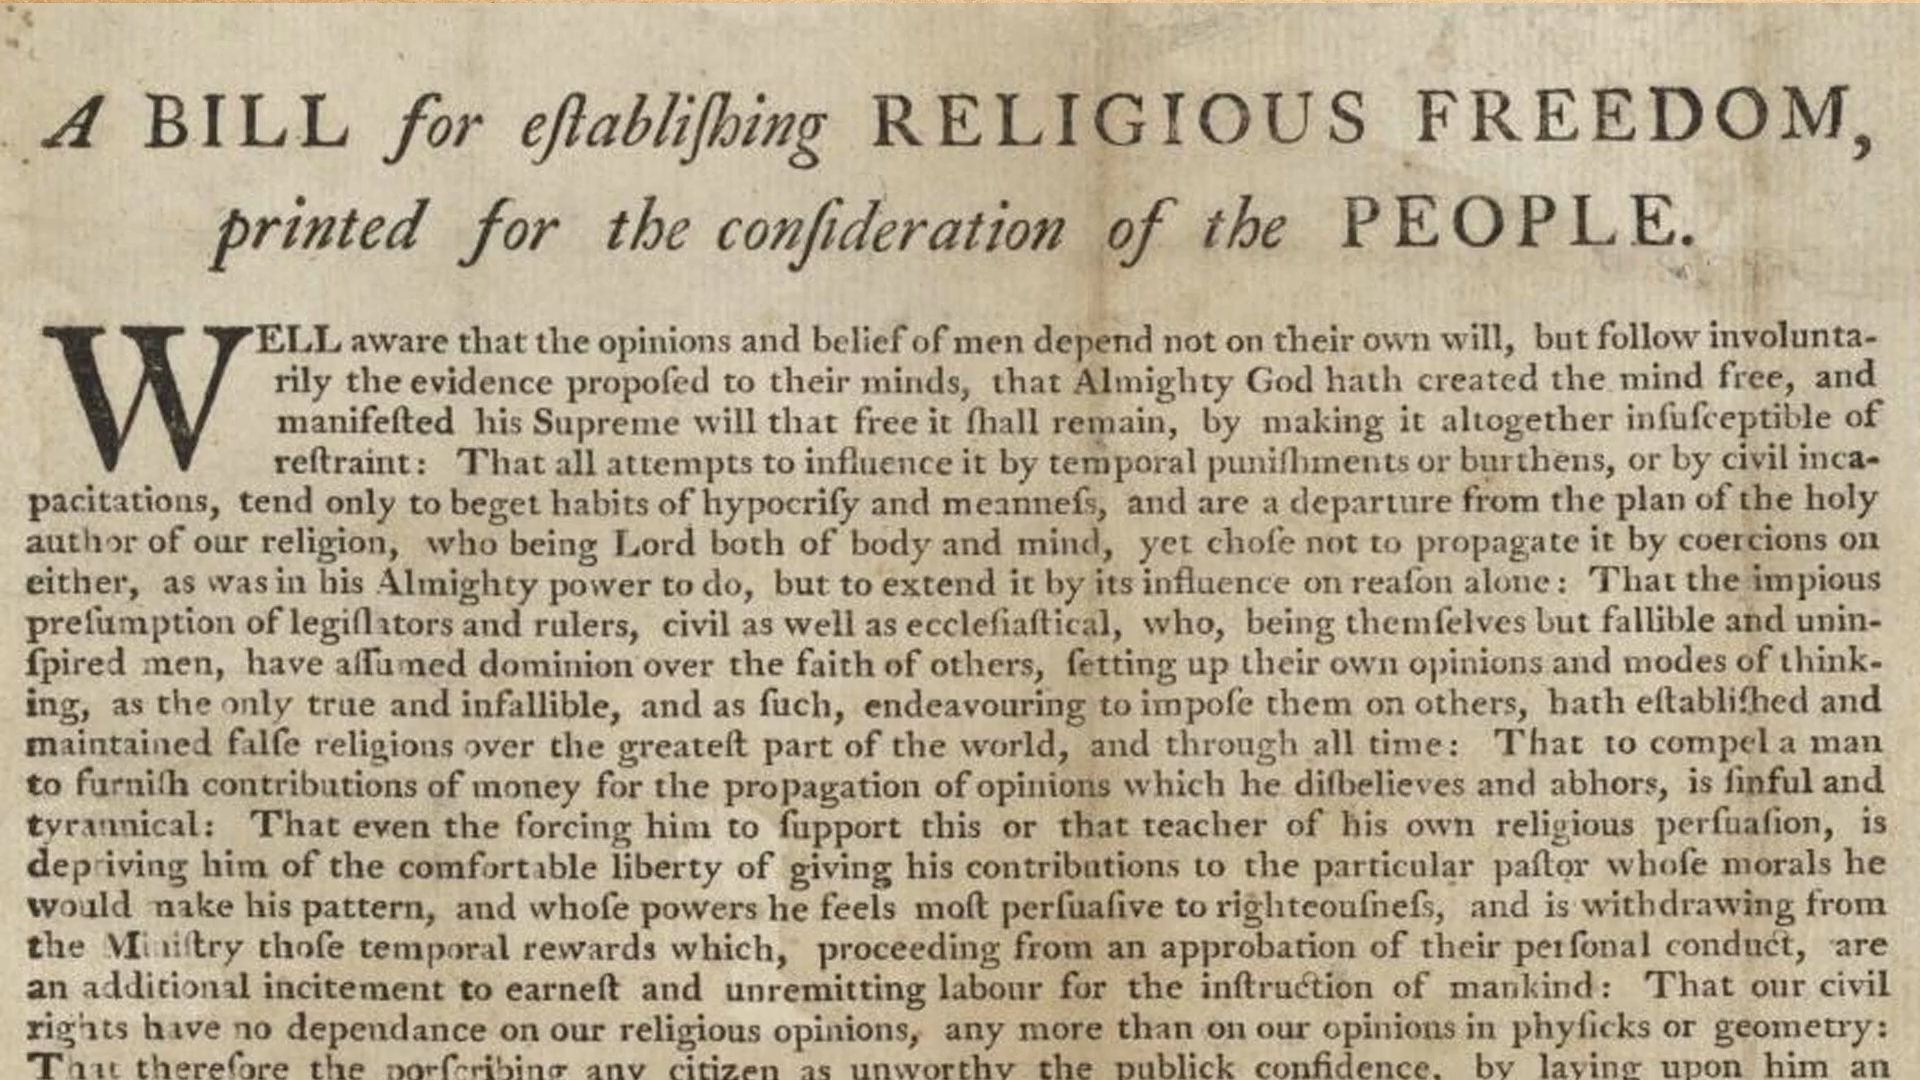 A BILL for eſtabliſhing RELIGIOUS FREEDOM,
printed for the conſideration of the PEOPLE.
WELL aware that the opinions and belief of men depend not on their own will, but follow involunta-
rily the evidence propoſed to their minds, that Almighty God hath created the mind free, and
manifeſted his Supreme will that free it ſhall remain, by making it altogether inſuſceptible of
reſtraint: That all attempts to influence it by temporal puniſhments or burthens, or by civil inca-
pacitations, tend only to beget habits of hypocriſy and meanneſs, and are a departure from the plan of the holy
author of our religion, who being Lord both of body and mind, yet choſe not to propagate it by coercions on
either, as was in his Almighty power to do, but to extend it by its influence on reaſon alone: That the impious
preſumption of legiſlators and rulers, civil as well as eccleſiaſtical, who, being themſelves but fallible and unin-
ſpired men, have aſſumed dominion over the faith of others, ſetting up their own opinions and modes of think-
ing, as the only true and infallible, and as ſuch, endeavouring to impoſe them on others, hath eſtabliſhed and
maintained falſe religions over the greateſt part of the world, and through all time: That to compel a man
to furniſh contributions of money for the propagation of opinions which he diſbelieves and abhors, is ſinful and
tyrannical: That even the forcing him to ſupport this or that teacher of his own religious perſuaſion, is
depriving him of the comfortable liberty of giving his contributions to the particular paſtor whoſe morals he
would make his pattern, and whoſe powers he feels moſt perſuaſive to righteouſneſs, and is withdrawing from
the Miniſtry thoſe temporal rewards which, proceeding from an approbation of their perſonal conduct, are
an additional incitement to earneſt and unremitting labour for the inſtruction of mankind: That our civil
rights have no dependance on our religious opinions, any more than on our opinions in phyſicks or geometry:
That therefore the any citizen as unworthy the publick confidence, by laying upon him an